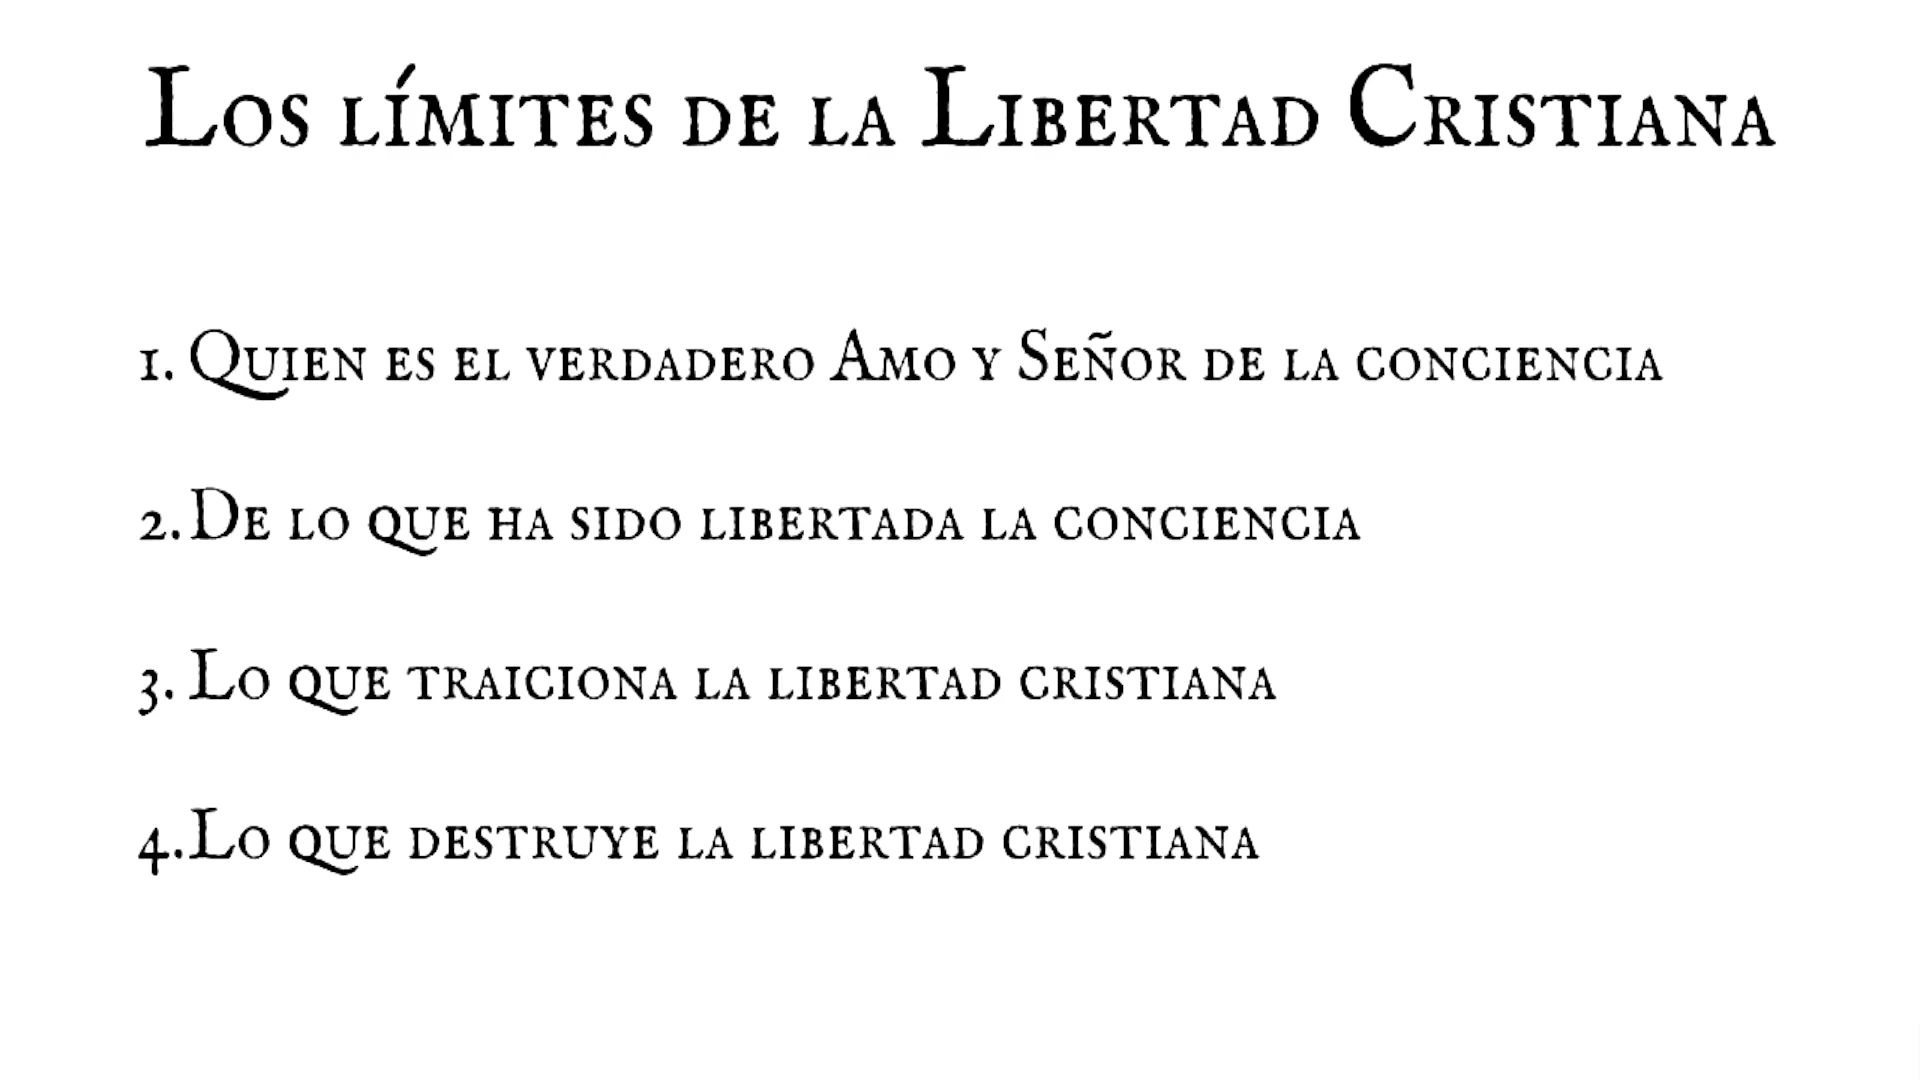 Los límites de la Libertad Cristiana
1. Quien es el verdadero Amo y Señor de la conciencia
2. De lo que ha sido libertada la conciencia
3. Lo que traiciona la libertad cristiana
4. Lo que destruye la libertad cristiana